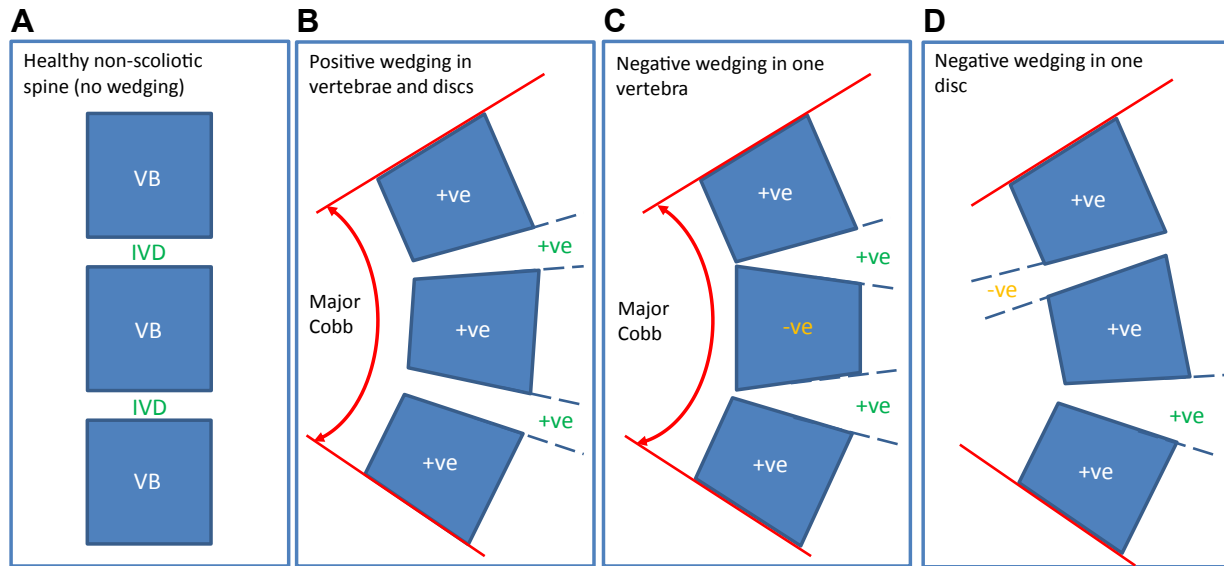 A
Healthy non-scoliotic
spine (no wedging)
VB
IVD
VB
IVD
VB
B
Positive wedging in
vertebrae and discs
+ve
+ve
Major
Cobb
+ve
+ve
+ve
C
Negative wedging in one
vertebra
+ve
+ve
Major
Cobb
-ve
+ve
+ve
D
Negative wedging in one
disc
+ve
-ve
+ve
+ve
+ve